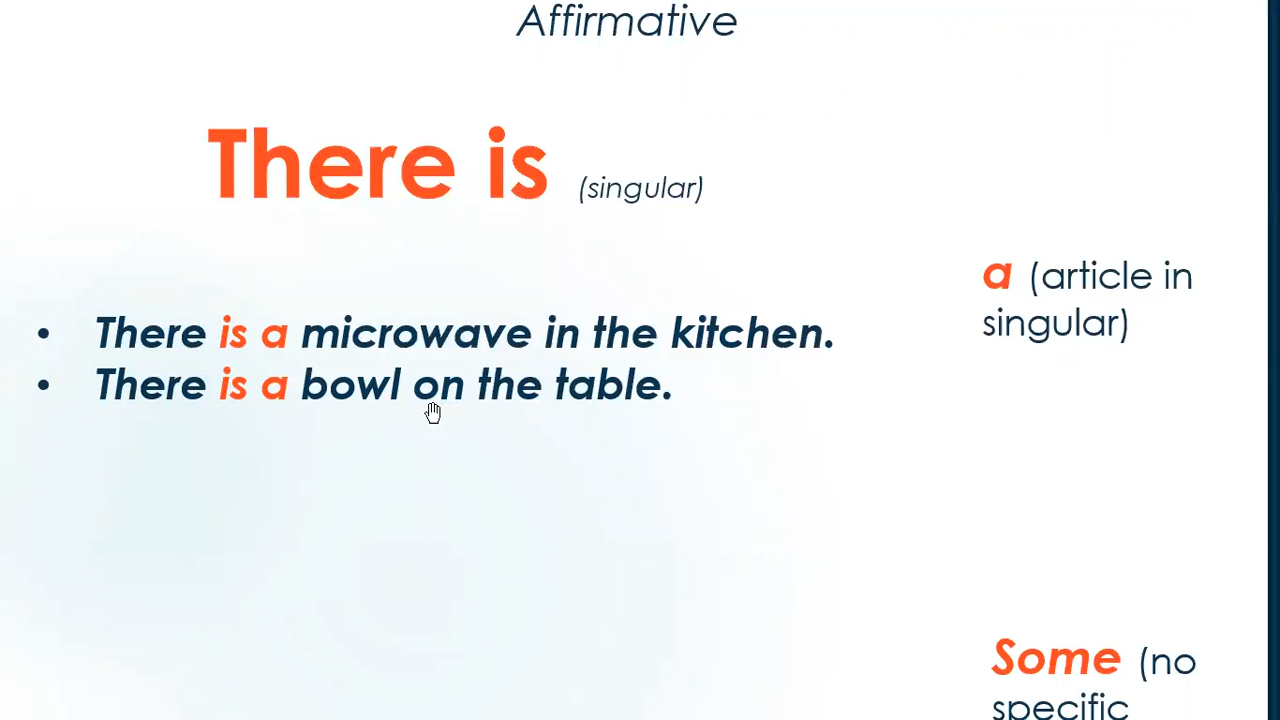 Affirmative
There is (singular)
a (article in
singular)
• There is a microwave in the kitchen.
• There is a bowl on the table.
Some (no
specific